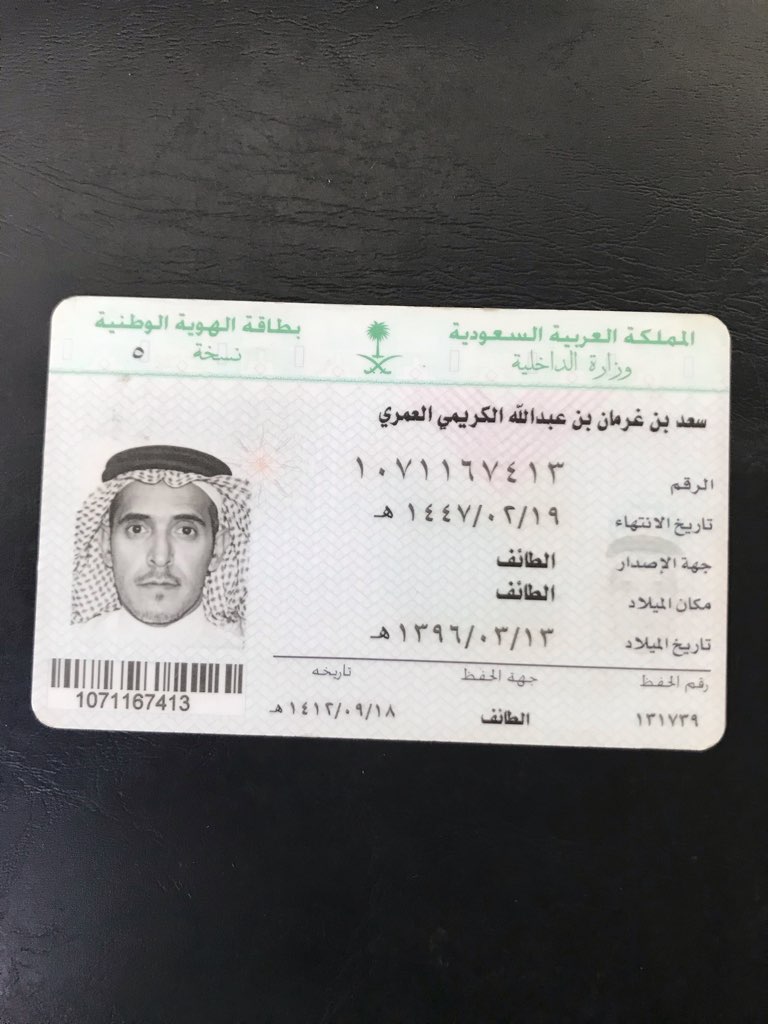 المملكة العربية السعودية
وزارة الداخلية
بطاقة الهوية الوطنية
نسخة ٥
سعد بن غرمان بن عبدالله الكريمي العمري
الرقم ١٠٧١١٦٧٤١٣
تاريخ الانتهاء ١٤٤٧/٠٢/١٩ هـ
جهة الإصدار الطائف
مكان الميلاد الطائف
تاريخ الميلاد ١٣٩٦/٠٣/١٣ هـ
رقم الحفظ جهة الحفظ تاريخه
١٣١٧٣٩ الطائف ١٤١٢/٠٩/١٨ هـ
1071167413